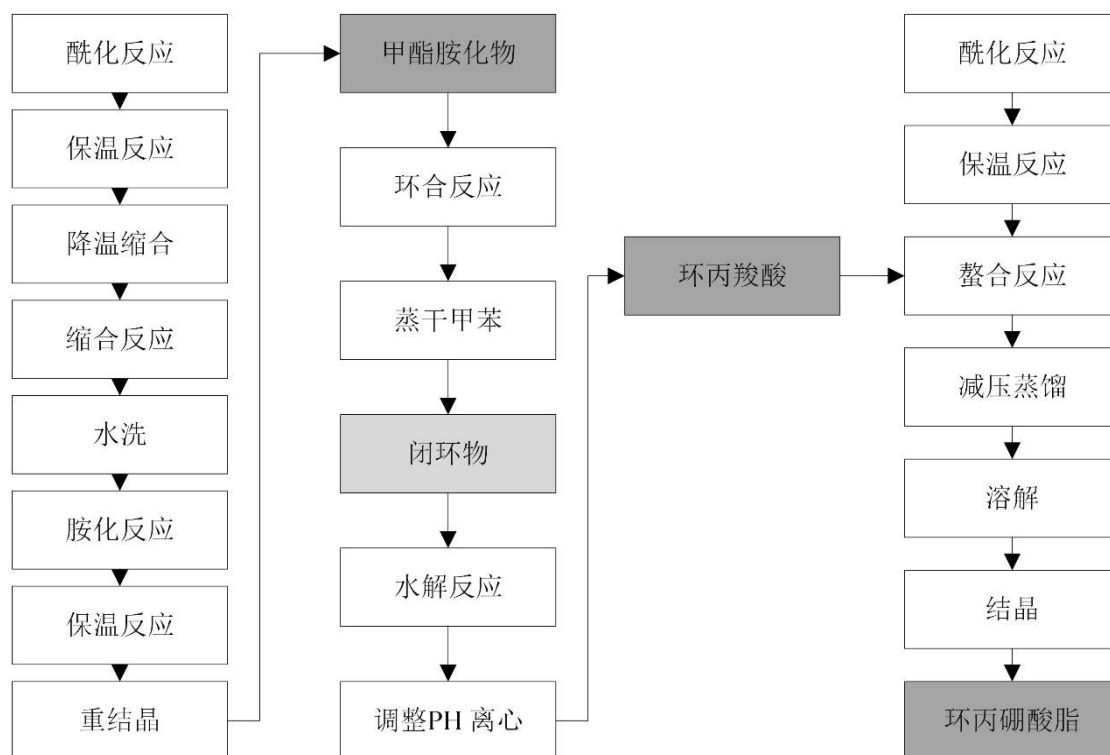 酰化反应
保温反应
降温缩合
缩合反应
水洗
胺化反应
保温反应
重结晶
甲酯胺化物
环合反应
蒸干甲苯
闭环物
水解反应
调整PH 离心
环丙羧酸
酰化反应
保温反应
螯合反应
减压蒸馏
溶解
结晶
环丙硼酸脂